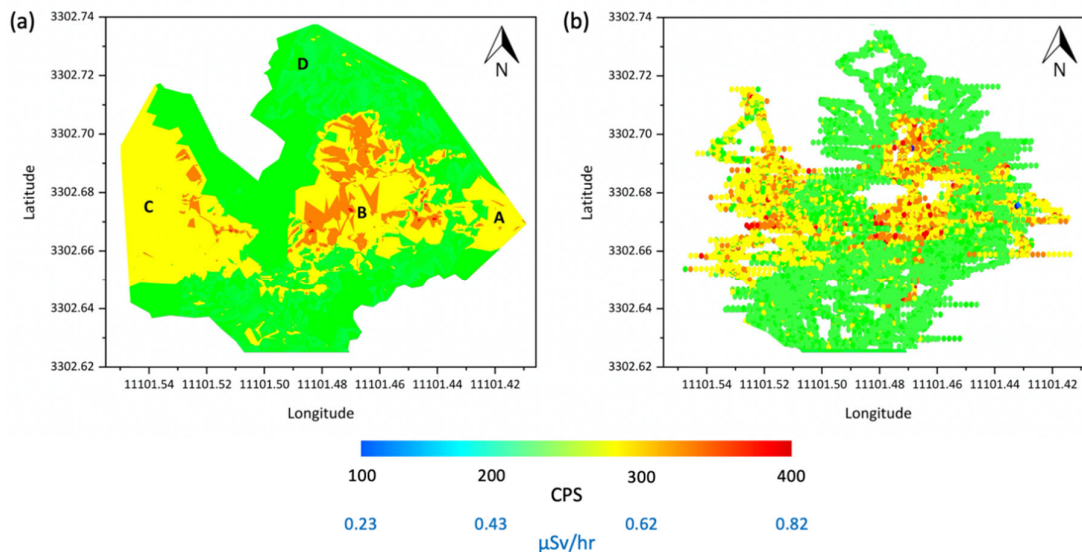 (a)
3302.74
3302.72
3302.70
3302.68
3302.66
3302.64
3302.62
Latitude
D
C
B
A
N
11101.54 11101.52 11101.50 11101.48 11101.46 11101.44 11101.42
Longitude
(b)
3302.74
3302.72
3302.70
3302.68
3302.66
3302.64
3302.62
Latitude
N
11101.54 11101.52 11101.50 11101.48 11101.46 11101.44 11101.42
Longitude
100 200 300 400
CPS
0.23 0.43 0.62 0.82
μSv/hr